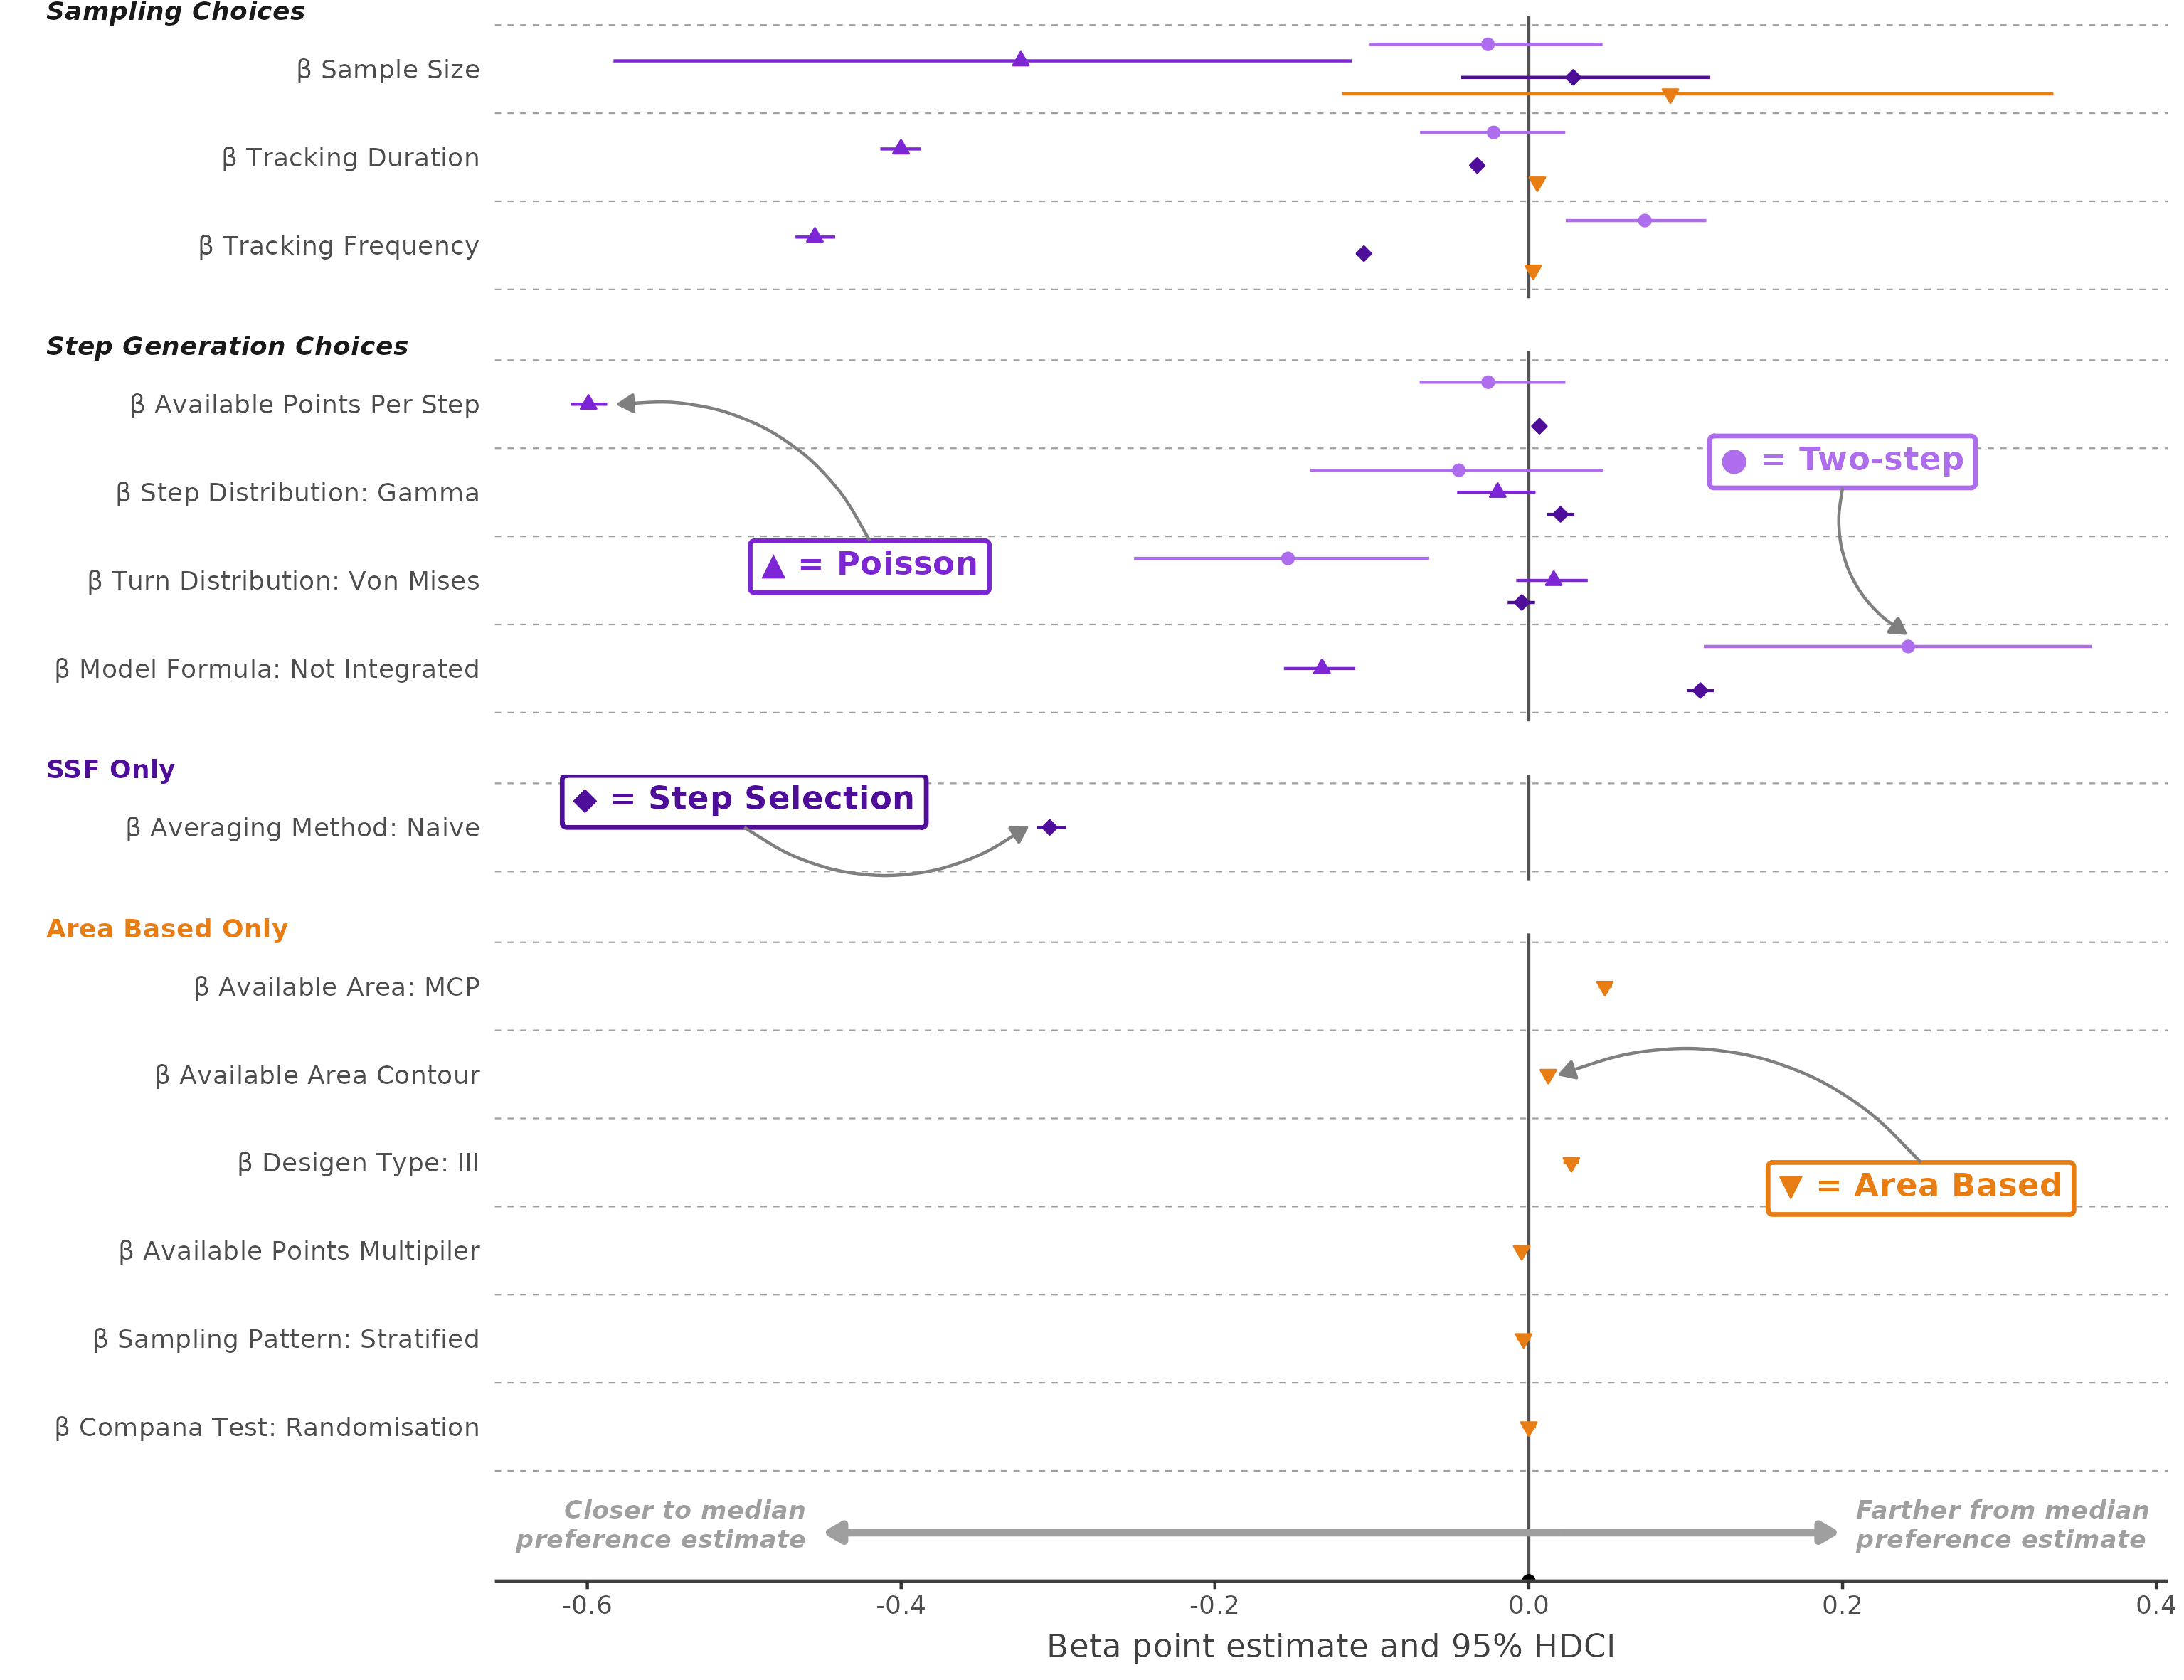 Sampling Choices
β Sample Size
β Tracking Duration
β Tracking Frequency
Step Generation Choices
β Available Points Per Step
● = Two-step
β Step Distribution: Gamma
▲ = Poisson
β Turn Distribution: Von Mises
β Model Formula: Not Integrated
SSF Only
◆ = Step Selection
β Averaging Method: Naive
Area Based Only
β Available Area: MCP
β Available Area Contour
β Desigen Type: III
▼ = Area Based
β Available Points Multipiler
β Sampling Pattern: Stratified
β Compana Test: Randomisation
Closer to median
preference estimate
Farther from median
preference estimate
-0.6 -0.4 -0.2 0.0 0.2 0.4
Beta point estimate and 95% HDCI